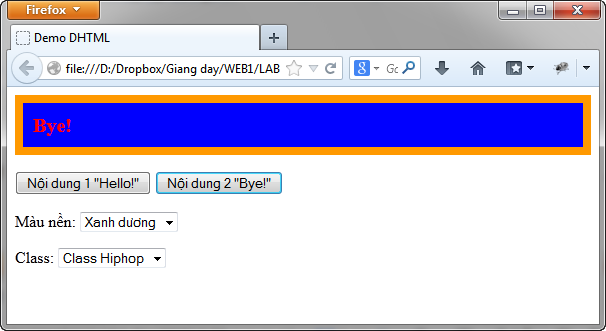 Firefox
Demo DHTML
file:///D:/Dropbox/Giang day/WEB1/LAB
Go
Bye!
Nội dung 1 "Hello!" Nội dung 2 "Bye!"
Màu nền: Xanh dương
Class: Class Hiphop